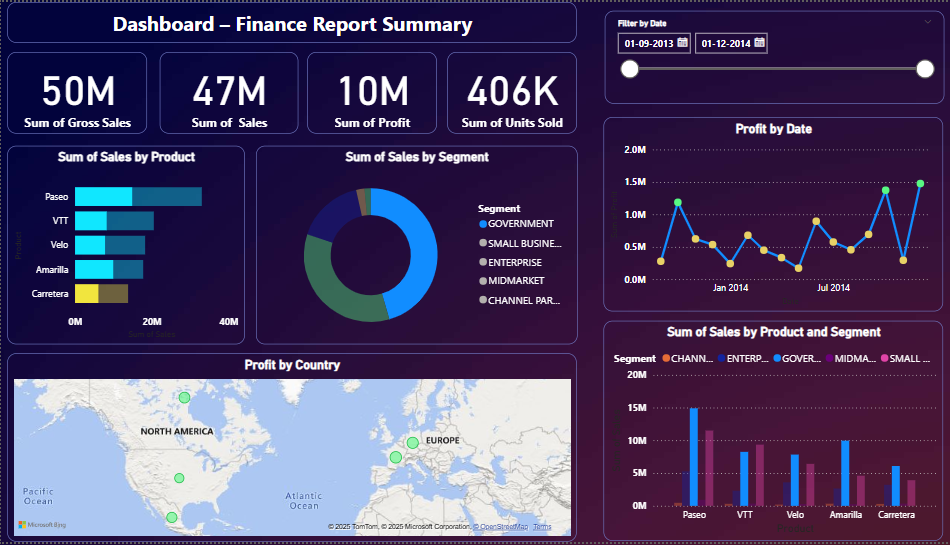 Dashboard – Finance Report Summary
Filter by Date
01-09-2013
01-12-2014
50M
Sum of Gross Sales
47M
Sum of Sales
10M
Sum of Profit
406K
Sum of Units Sold
Sum of Sales by Product
Product
Paseo
VTT
Velo
Amarilla
Carretera
0M
20M
40M
Sum of Sales
Sum of Sales by Segment
Segment
GOVERNMENT
SMALL BUSINE...
ENTERPRISE
MIDMARKET
CHANNEL PAR...
Profit by Date
2.0M
1.5M
1.0M
0.5M
0.0M
Jan 2014
Jul 2014
Profit by Country
NORTH AMERICA
EUROPE
Pacific
Ocean
Atlantic
Ocean
Microsoft Bing
© 2025 TomTom, © 2025 Microsoft Corporation, © OpenStreetMap Terms
Sum of Sales by Product and Segment
Segment
CHANN...
ENTERP...
GOVER...
MIDMA...
SMALL ...
20M
15M
10M
5M
0M
Paseo
VTT
Velo
Amarilla
Carretera
Product